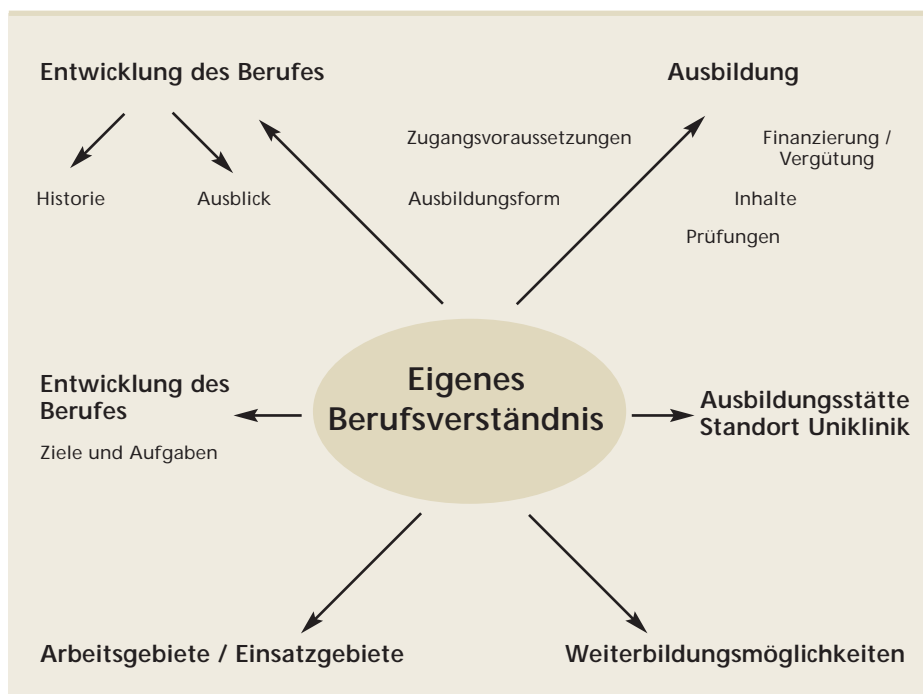 Entwicklung des Berufes
Ausbildung
Zugangsvoraussetzungen
Finanzierung /
Vergütung
Historie
Ausblick
Ausbildungsform
Inhalte
Prüfungen
Eigenes
Berufsverständnis
Entwicklung des
Berufes
Ziele und Aufgaben
Ausbildungsstätte
Standort Uniklinik
Arbeitsgebiete / Einsatzgebiete
Weiterbildungsmöglichkeiten